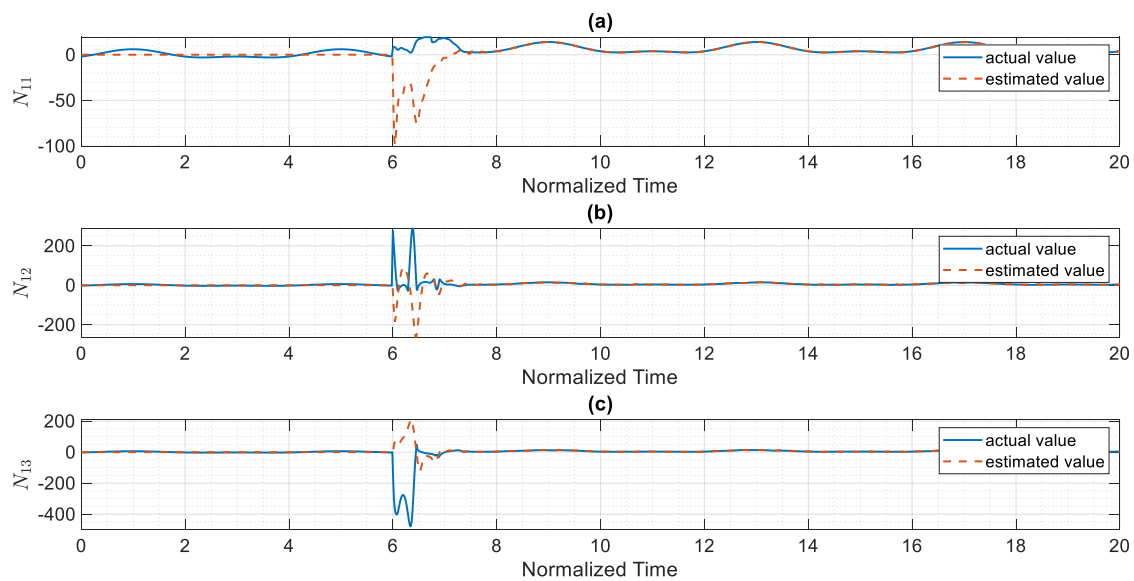 (a)
0
-50
-100
N11
actual value
estimated value
0 2 4 6 8 10 12 14 16 18 20
Normalized Time
(b)
200
0
-200
N12
actual value
estimated value
0 2 4 6 8 10 12 14 16 18 20
Normalized Time
(c)
200
0
-200
-400
N13
actual value
estimated value
0 2 4 6 8 10 12 14 16 18 20
Normalized Time